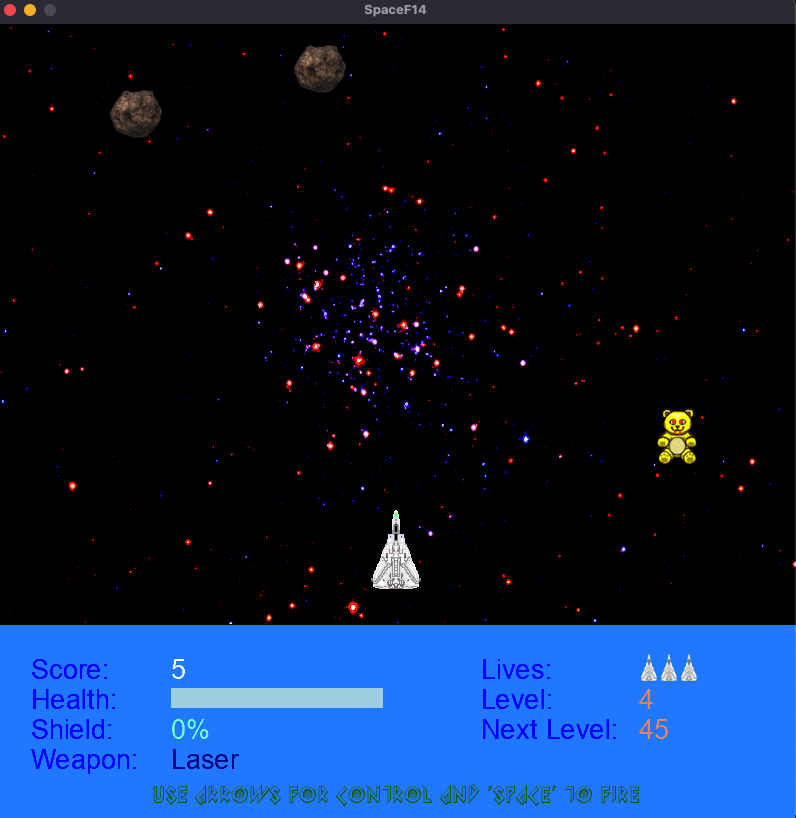 SpaceF14
Score: 5
Health:
Shield: 0%
Weapon: Laser
Lives:
Level: 4
Next Level: 45
USE ARROWS FOR CONTROL AND 'SPACE' TO FIRE